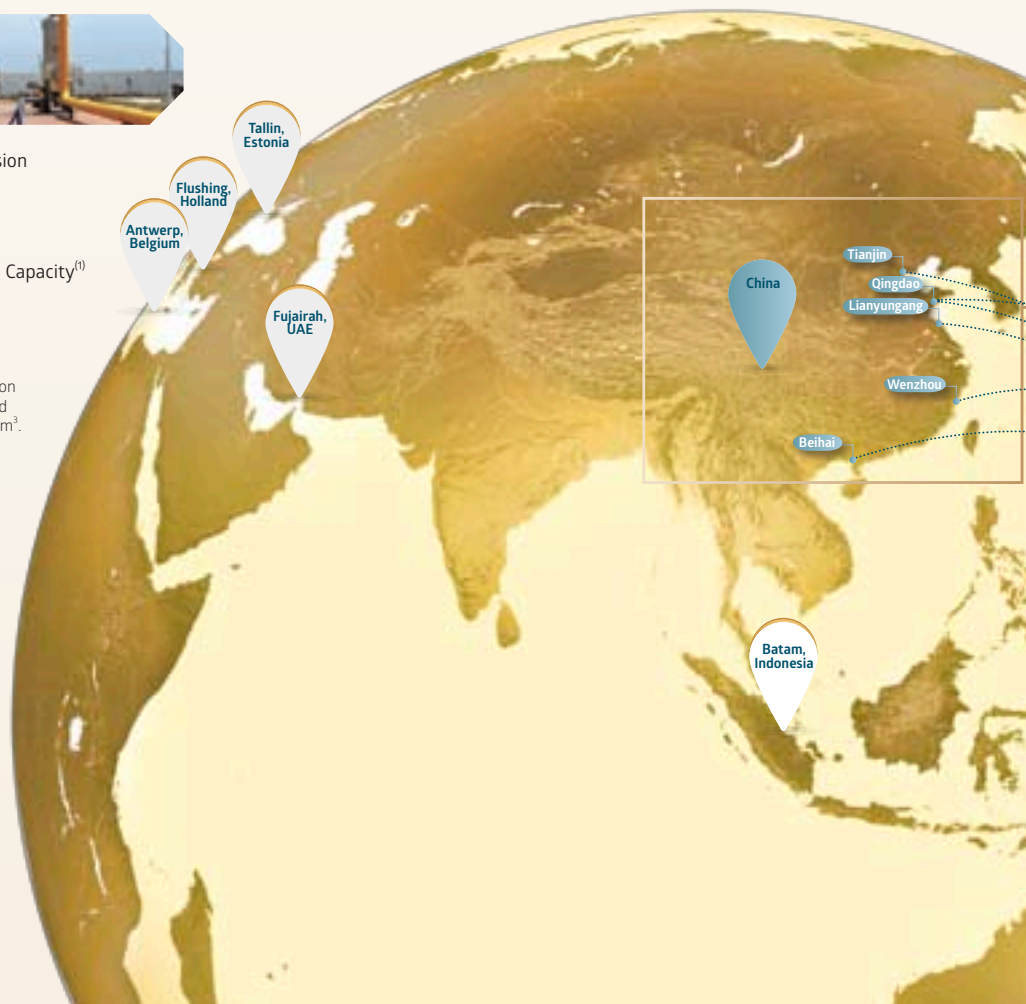 sion
Capacity(1)
on
d
m³.
Tallin,
Estonia
Flushing,
Holland
Antwerp,
Belgium
Fujairah,
UAE
China
Tianjin
Qingdao
Lianyungang
Wenzhou
Beihai
Batam,
Indonesia